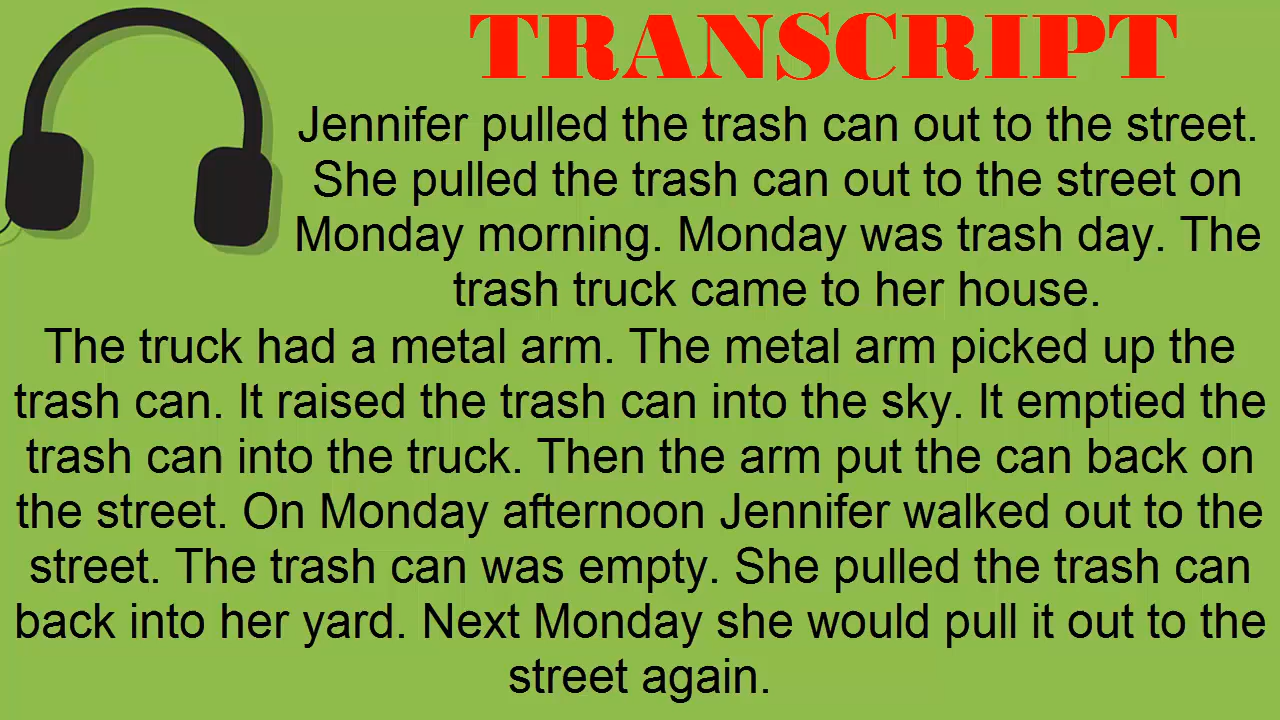 TRANSCRIPT
Jennifer pulled the trash can out to the street.
She pulled the trash can out to the street on
Monday morning. Monday was trash day. The
trash truck came to her house.
The truck had a metal arm. The metal arm picked up the
trash can. It raised the trash can into the sky. It emptied the
trash can into the truck. Then the arm put the can back on
the street. On Monday afternoon Jennifer walked out to the
street. The trash can was empty. She pulled the trash can
back into her yard. Next Monday she would pull it out to the
street again.